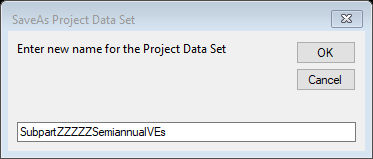 SaveAs Project Data Set
Enter new name for the Project Data Set
OK
Cancel
SubpartZZZZZSemiannualVEs